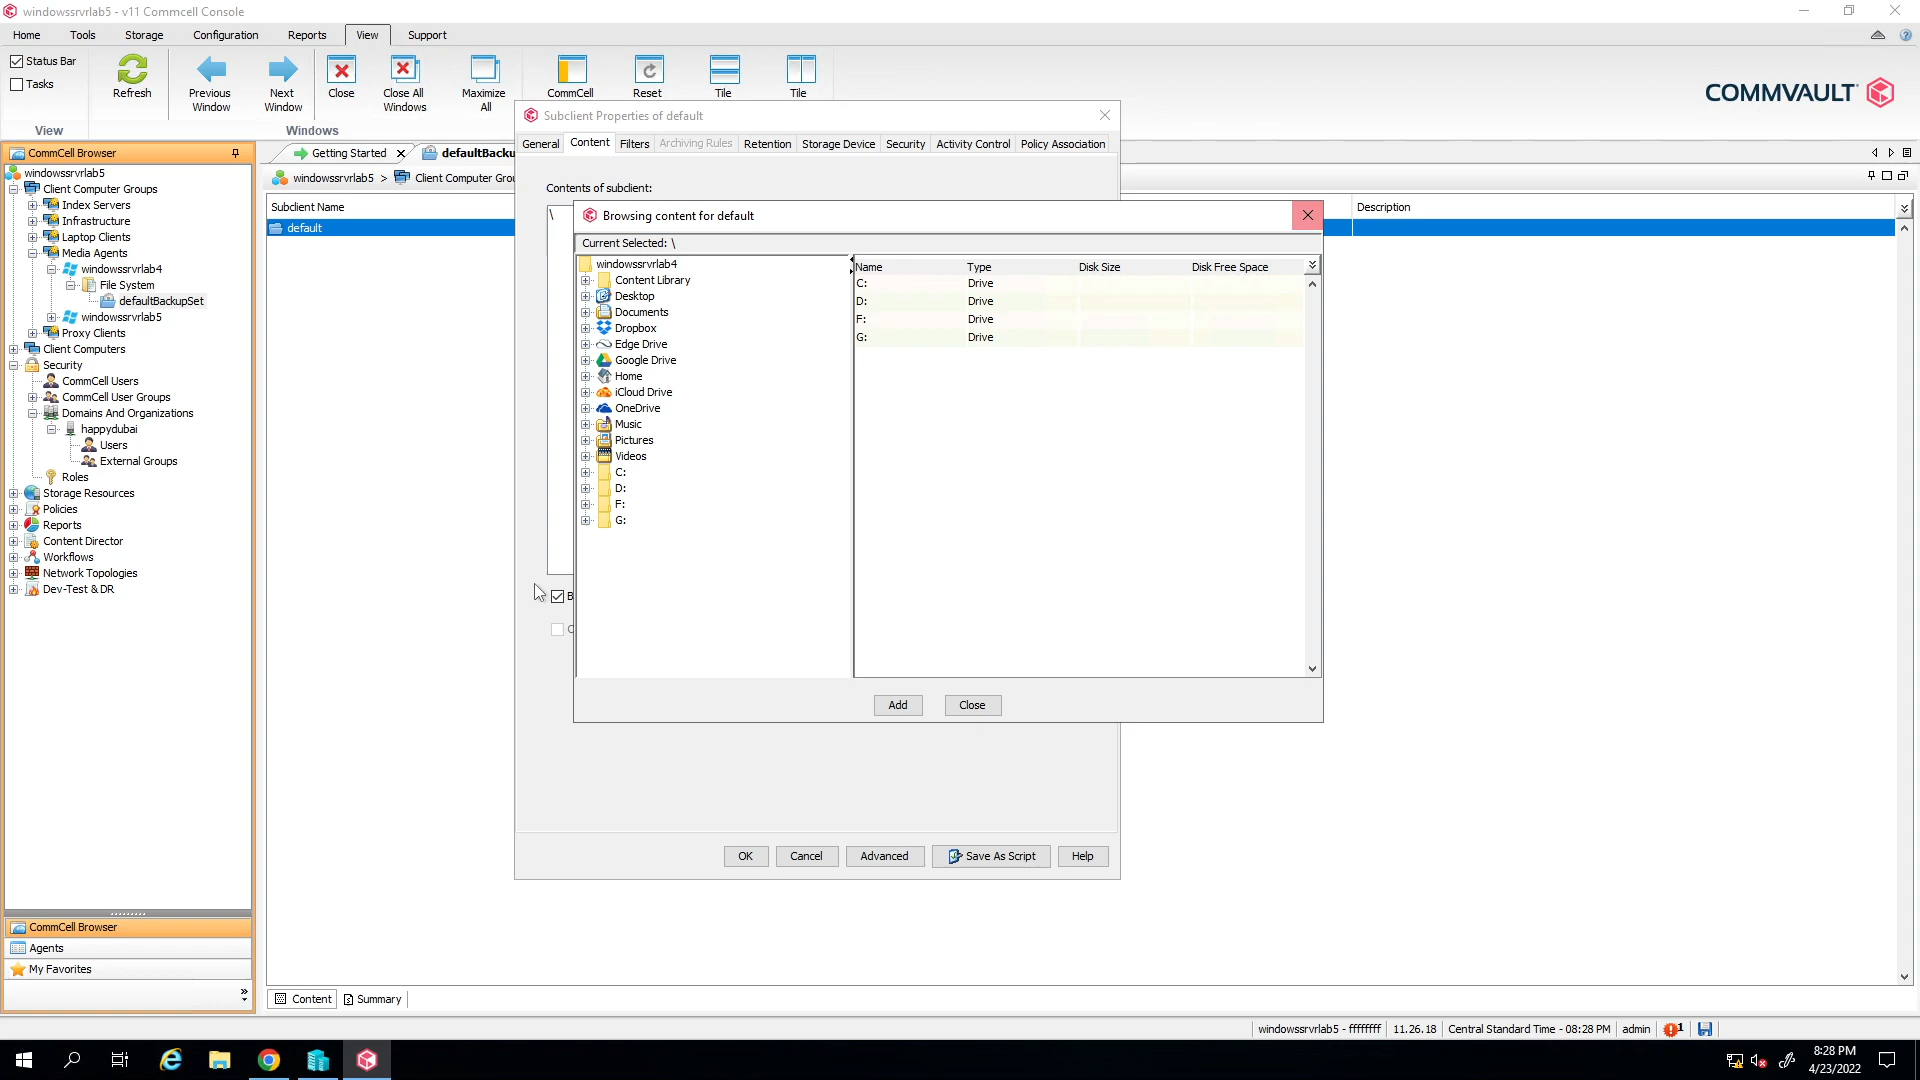 windowssrvrlab5 - v11 Commcell Console
Home Tools Storage Configuration Reports View Support
Status Bar
Tasks
Refresh
Previous Window
Next Window
Close
Close All Windows
Maximize All
CommCell
Reset
Tile
Tile
COMMVAULT
View
Windows
CommCell Browser
windowssrvrlab5
Client Computer Groups
Index Servers
Infrastructure
Laptop Clients
Media Agents
windowssrvrlab4
File System
defaultBackupSet
windowssrvrlab5
Proxy Clients
Client Computers
Security
CommCell Users
CommCell User Groups
Domains And Organizations
happydubai
Users
External Groups
Roles
Storage Resources
Policies
Reports
Content Director
Workflows
Network Topologies
Dev-Test & DR
CommCell Browser
Agents
My Favorites
Getting Started
defaultBacku
windowssrvrlab5 > Client Computer Grou
Subclient Name
Description
default
Content
Summary
Subclient Properties of default
General Content Filters Archiving Rules Retention Storage Device Security Activity Control Policy Association
Contents of subclient:
\
B
Browsing content for default
Current Selected: \
windowssrvrlab4
Content Library
Desktop
Documents
Dropbox
Edge Drive
Google Drive
Home
iCloud Drive
OneDrive
Music
Pictures
Videos
C:
D:
F:
G:
Name Type Disk Size Disk Free Space
C: Drive
D: Drive
F: Drive
G: Drive
Add Close
OK Cancel Advanced Save As Script Help
windowssrvrlab5 - ffffffff 11.26.18 Central Standard Time - 08:28 PM admin 1
8:28 PM
4/23/2022